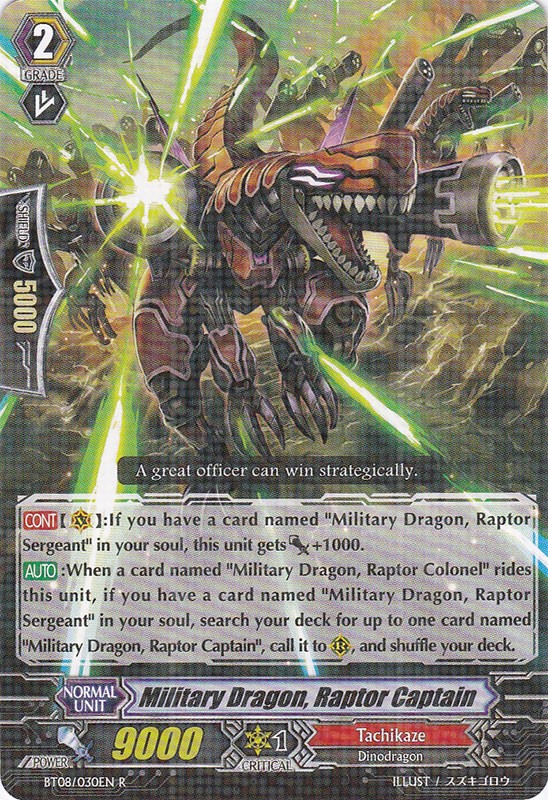 2
GRADE
SHIELD
5000
A great officer can win strategically.
CONT【 V 】:If you have a card named "Military Dragon, Raptor
Sergeant" in your soul, this unit gets +1000.
AUTO :When a card named "Military Dragon, Raptor Colonel" rides
this unit, if you have a card named "Military Dragon, Raptor
Sergeant" in your soul, search your deck for up to one card named
"Military Dragon, Raptor Captain", call it to R , and shuffle your deck.
NORMAL
UNIT
Military Dragon, Raptor Captain
POWER
9000
1
CRITICAL
Tachikaze
Dinodragon
BT08/030EN R
ILLUST / スズキゴロウ